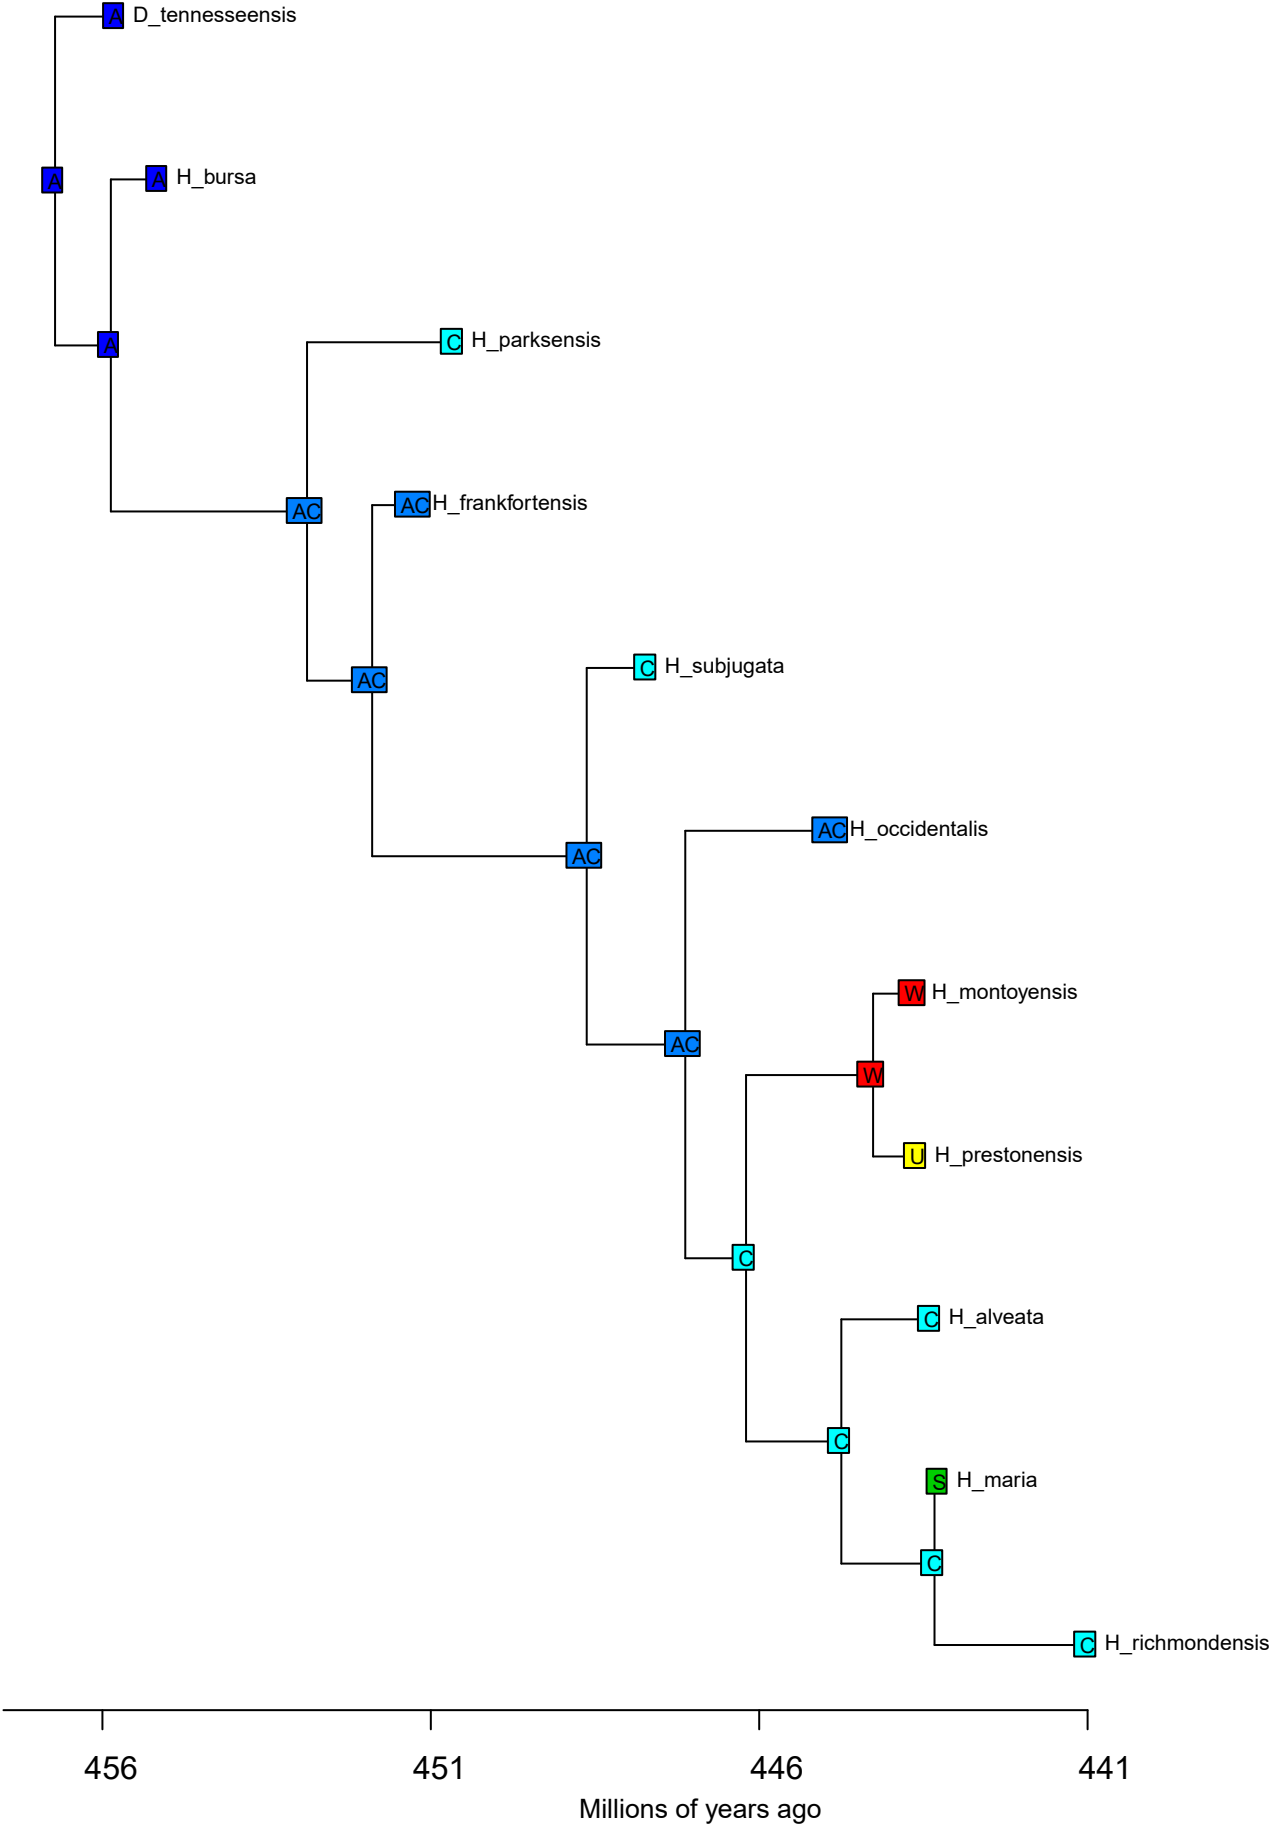 A D_tennesseensis
A H_bursa
A
A
C H_parksensis
AC H_frankfortensis
AC
C H_subjugata
AC
AC H_occidentalis
AC
W H_montoyensis
AC
W
U H_prestonensis
C
C H_alveata
C
S H_maria
C
C H_richmondensis
456 451 446 441
Millions of years ago